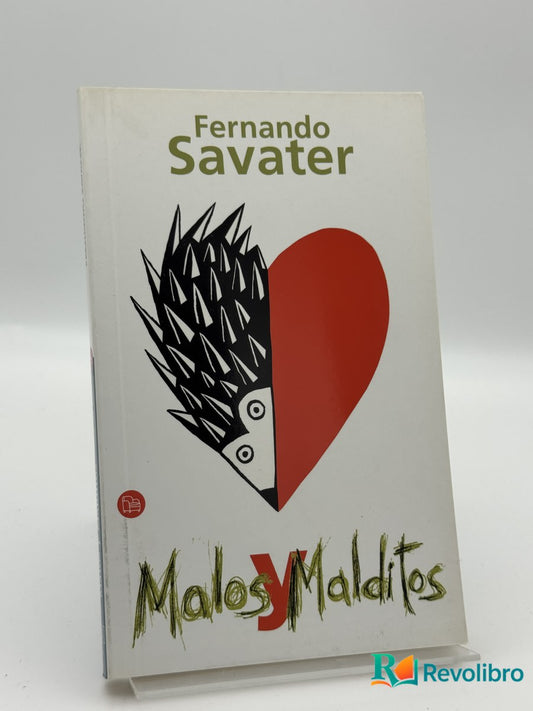 Fernando
Savater
Malos y Malditos
Revolibro